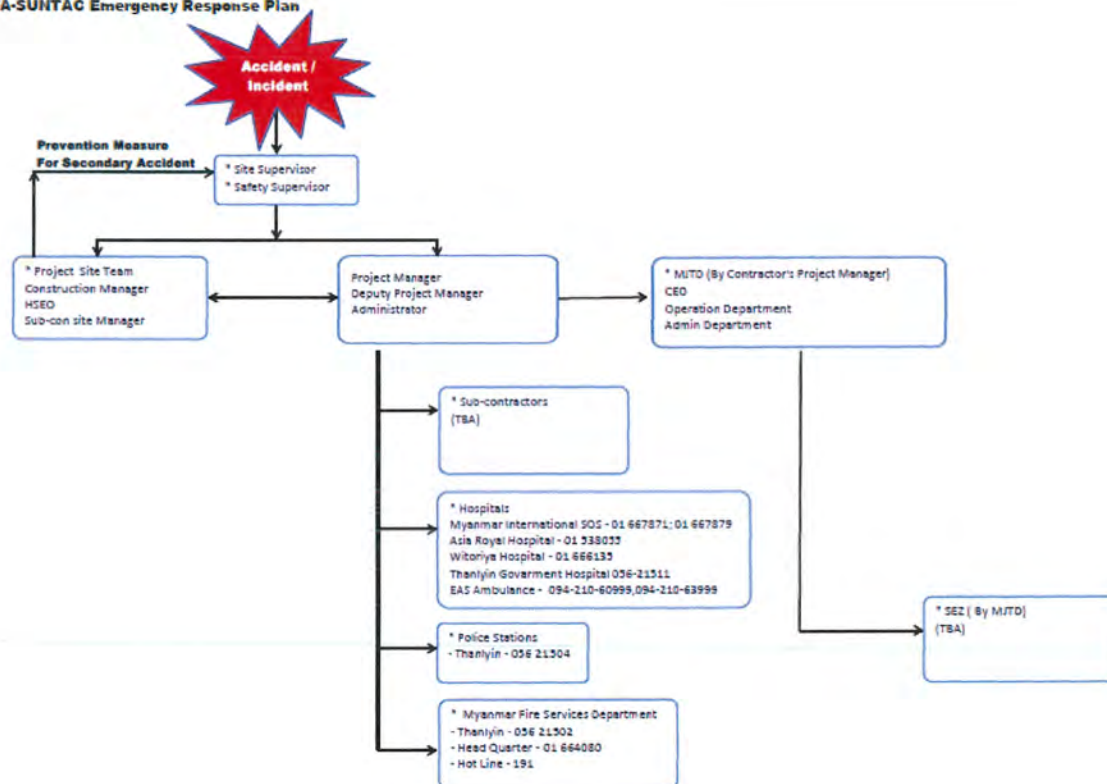 A-SUNTAC Emergency Response Plan
Accident /
Incident
Prevention Measure
For Secondary Accident
* Site Supervisor
* Safety Supervisor
* Project Site Team
Construction Manager
HSEO
Sub-con site Manager
Project Manager
Deputy Project Manager
Administrator
* MJTD (By Contractor's Project Manager)
CEO
Operation Department
Admin Department
* Sub-contractors
(TBA)
* Hospitals
Myanmar International SOS - 01 667871; 01 667879
Asia Royal Hospital - 01 538055
Witoriya Hospital - 01 666135
Thanlyin Goverment Hospital 056-21511
EAS Ambulance - 094-210-60999,094-210-63999
* SEZ ( By MJTD)
(TBA)
* Police Stations
- Thanlyin - 056 21504
* Myanmar Fire Services Department
- Thanlyin - 056 21502
- Head Quarter - 01 664080
- Hot Line - 191